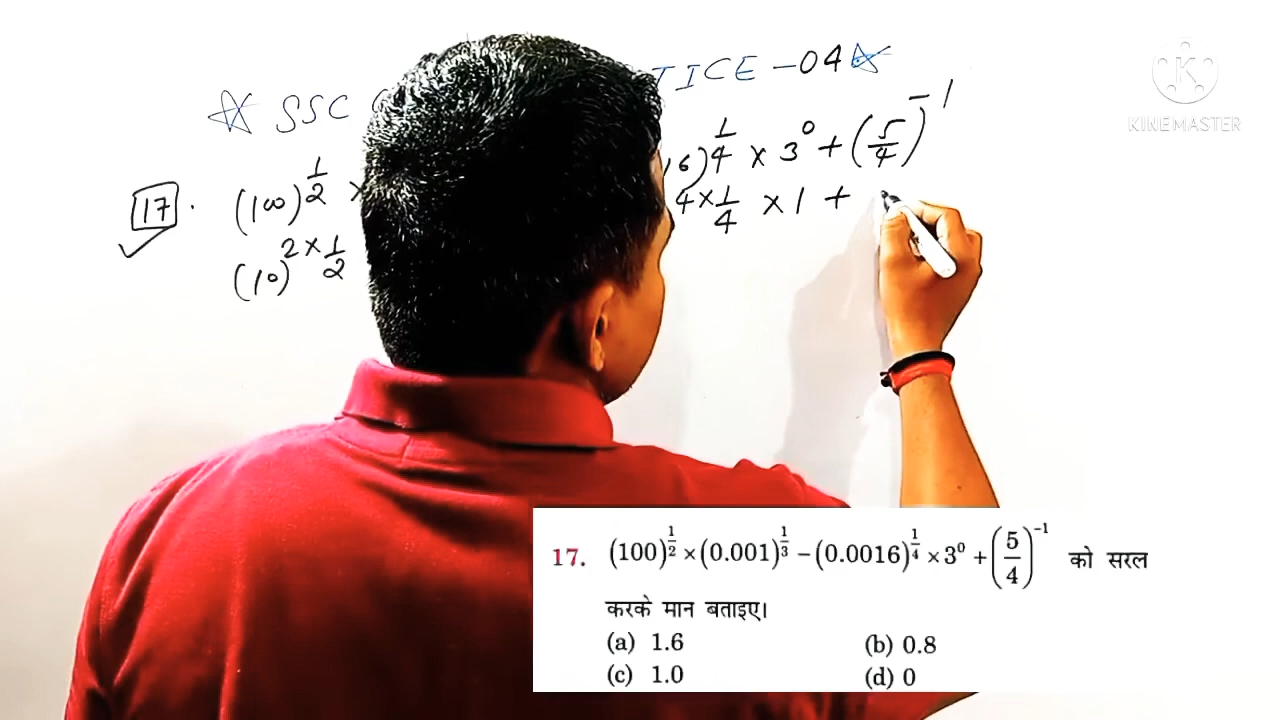 ☆ SSC TICE - 04 ☆
KINEMASTER
17. (100)^{1/2} × 16)^{1/4} × 3^0 + (5/4)^{-1}
(10)^{2×1/2} 4×1/4 × 1 +
17. (100)^{1/2} × (0.001)^{1/3} − (0.0016)^{1/4} × 3^0 + (5/4)^{-1} को सरल
करके मान बताइए।
(a) 1.6 (b) 0.8
(c) 1.0 (d) 0